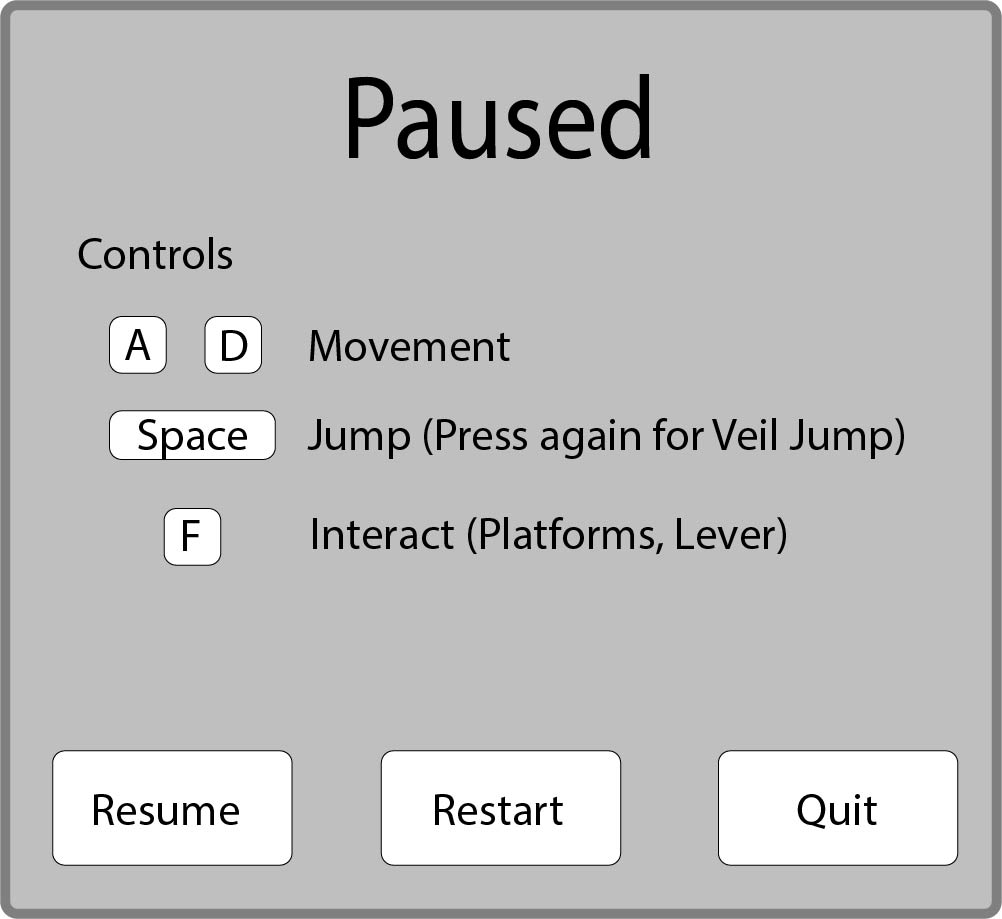 Paused
Controls
A D Movement
Space Jump (Press again for Veil Jump)
F Interact (Platforms, Lever)
Resume Restart Quit